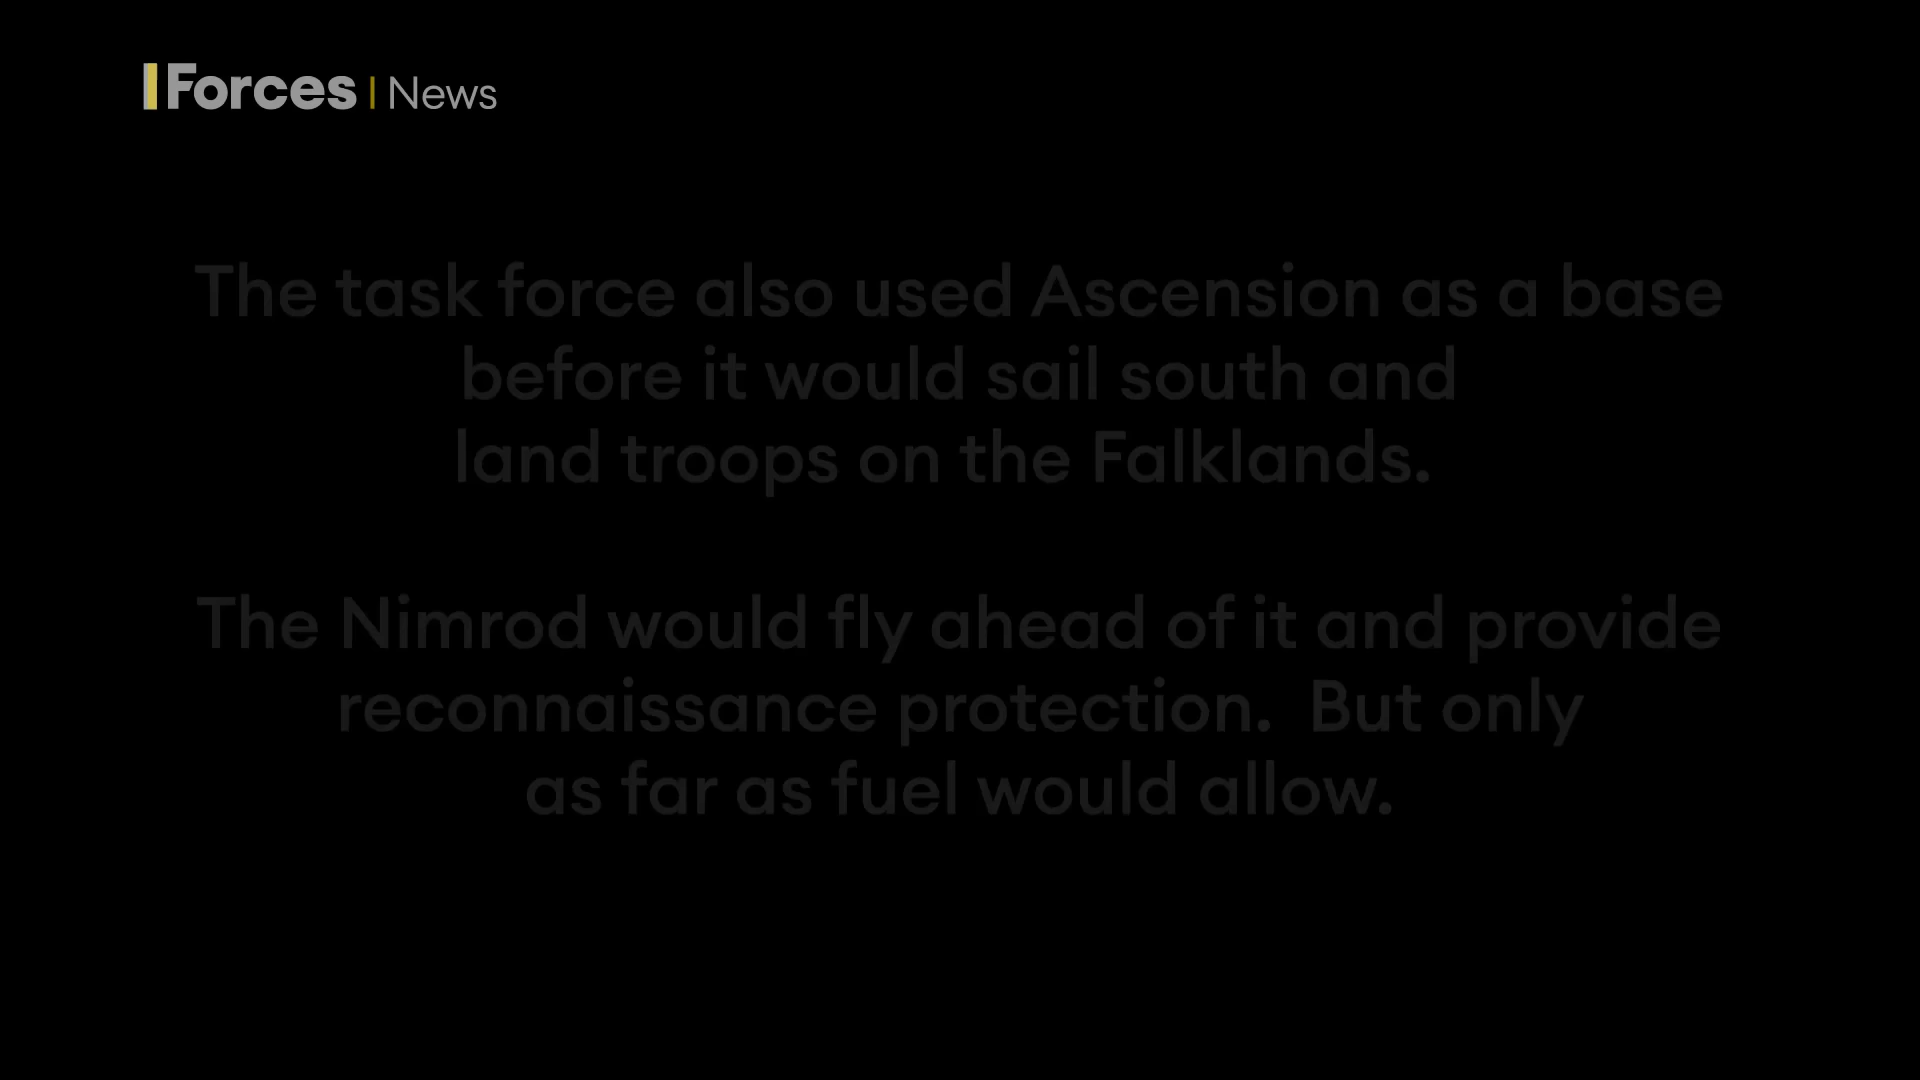 Forces | News
The task force also used Ascension as a base
before it would sail south and
land troops on the Falklands.
The Nimrod would fly ahead of it and provide
reconnaissance protection.  But only
as far as fuel would allow.